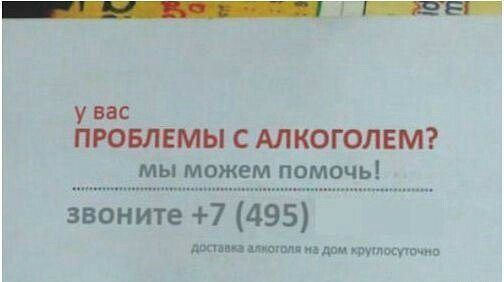 у вас
ПРОБЛЕМЫ С АЛКОГОЛЕМ?
мы можем помочь!
звоните +7 (495)
доставка алкоголя на дом круглосуточно